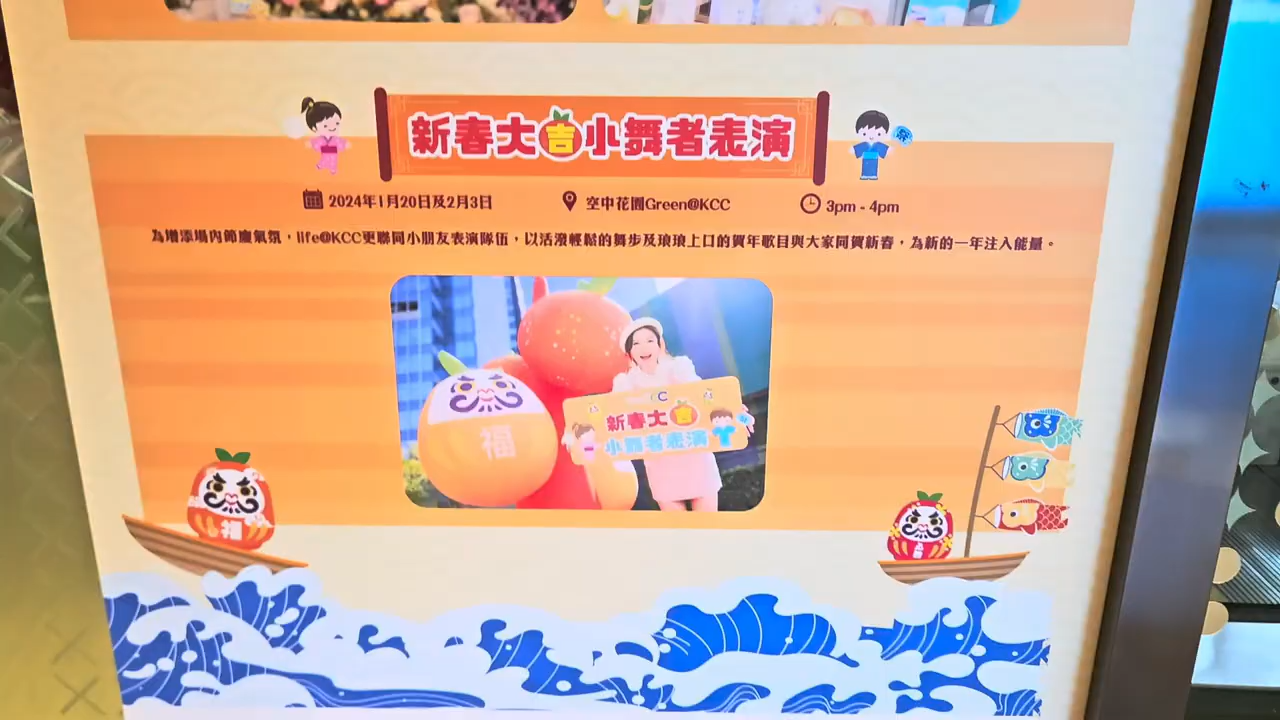 新春大吉小舞者表演
2024年1月20日及2月3日
空中花園Green@KCC
3pm - 4pm
為增添場內節慶氣氛，life@KCC更聯同小朋友表演隊伍，以活潑輕鬆的舞步及琅琅上口的賀年歌目與大家同賀新春，為新的一年注入能量。
福
新春大吉
小舞者表演
福